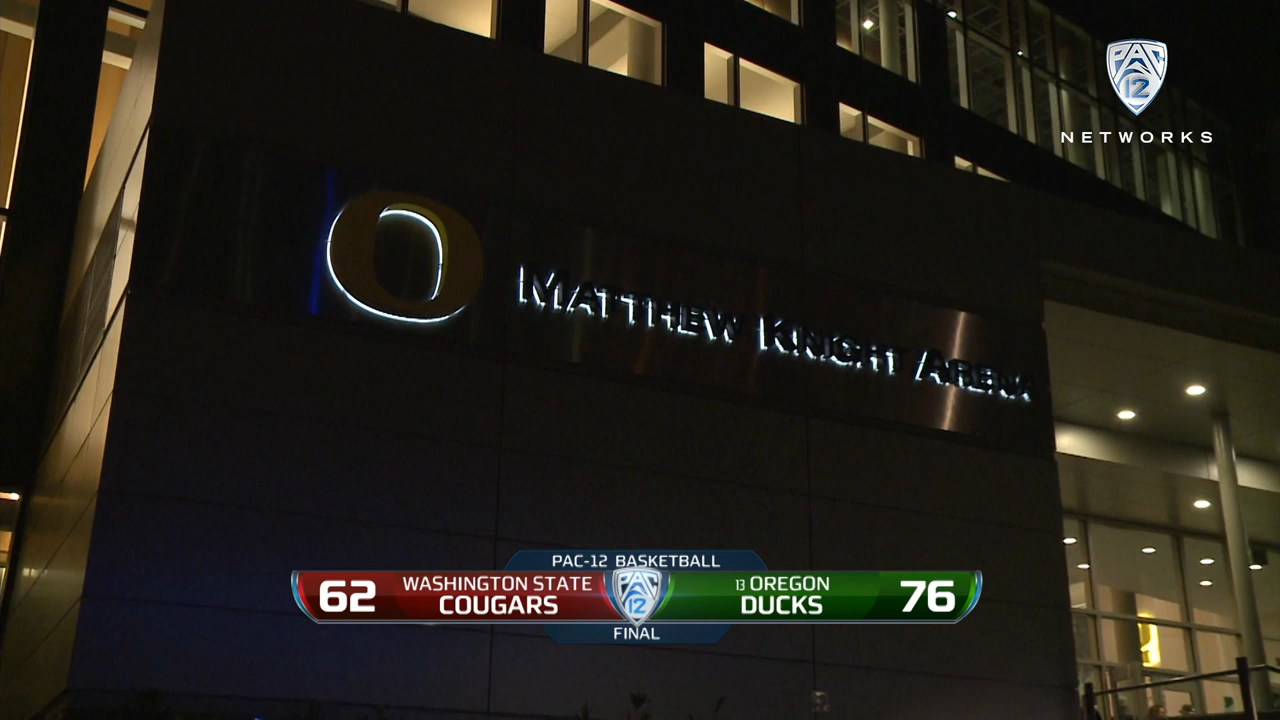 PAC 12
NETWORKS
O
MATTHEW KNIGHT ARENA
PAC-12 BASKETBALL
62 WASHINGTON STATE COUGARS
PAC 12
13 OREGON DUCKS 76
FINAL